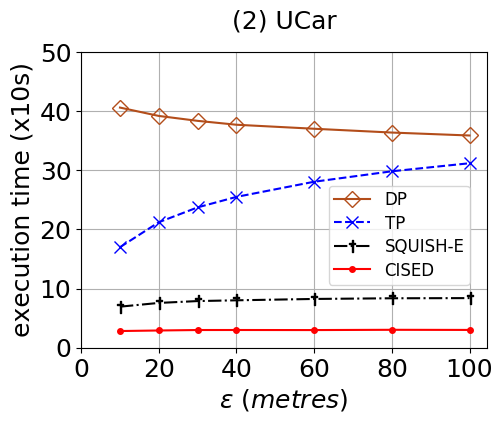 (2) UCar
execution time (x10s)
50
40
30
20
10
0
DP
TP
SQUISH-E
CISED
0 20 40 60 80 100
ε (metres)